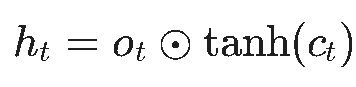 h_t = o_t ⊙ tanh(c_t)